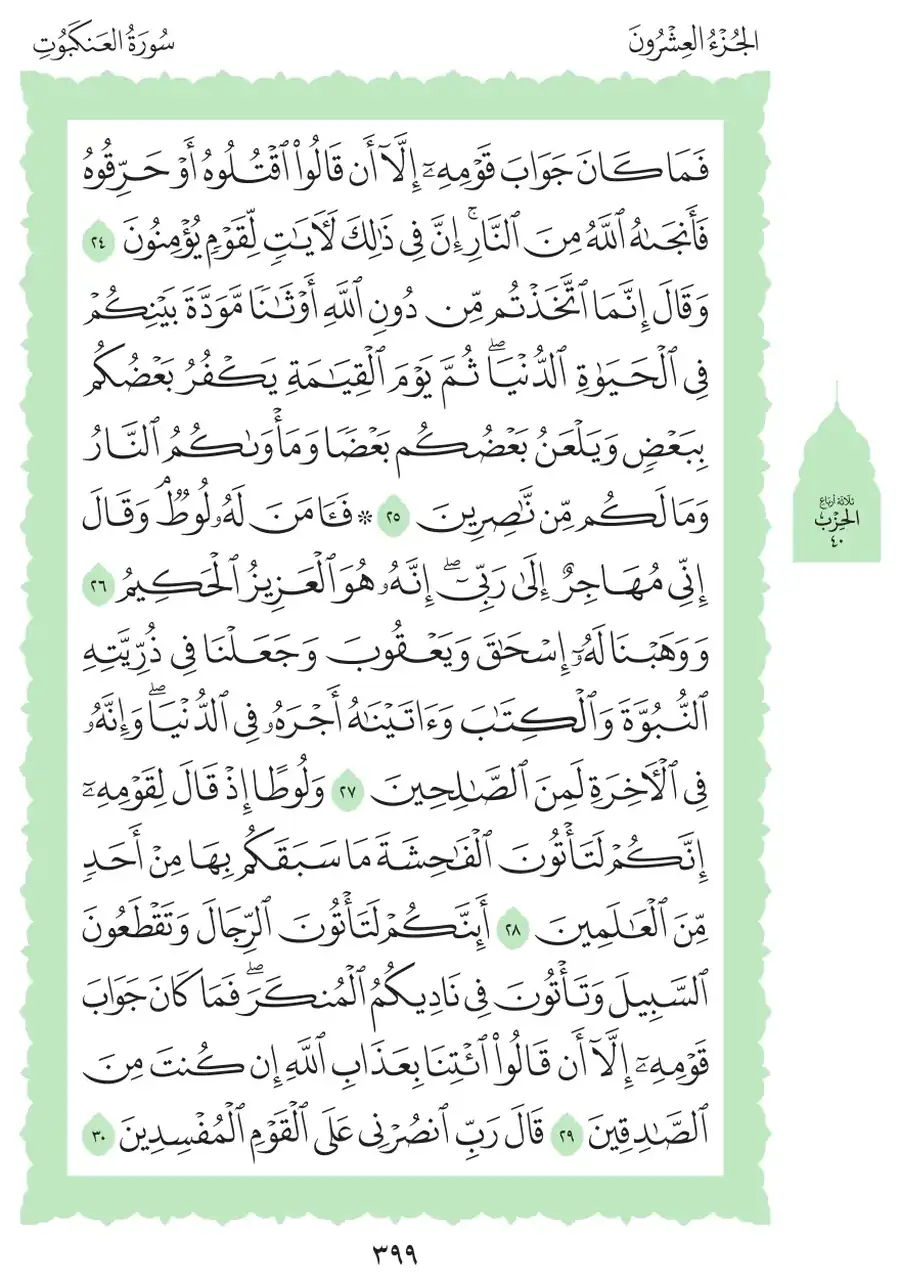 الجُزْءُ العِشْرُونَ
سُورَةُ العَنكَبُوتِ
فَمَا كَانَ جَوَابَ قَوْمِهِۦٓ إِلَّآ أَن قَالُوا۟ ٱقْتُلُوهُ أَوْ حَرِّقُوهُ
فَأَنجَىٰهُ ٱللَّهُ مِنَ ٱلنَّارِۚ إِنَّ فِى ذَٰلِكَ لَـَٔايَـٰتٍ لِّقَوْمٍ يُؤْمِنُونَ ٢٤
وَقَالَ إِنَّمَا ٱتَّخَذْتُم مِّن دُونِ ٱللَّهِ أَوْثَـٰنًا مَّوَدَّةَ بَيْنِكُمْ
فِى ٱلْحَيَوٰةِ ٱلدُّنْيَاۖ ثُمَّ يَوْمَ ٱلْقِيَـٰمَةِ يَكْفُرُ بَعْضُكُم
بِبَعْضٍ وَيَلْعَنُ بَعْضُكُم بَعْضًا وَمَأْوَىٰكُمُ ٱلنَّارُ
وَمَا لَكُم مِّن نَّـٰصِرِينَ ٢٥ ۞ فَـَٔامَنَ لَهُۥ لُوطٌۘ وَقَالَ
إِنِّى مُهَاجِرٌ إِلَىٰ رَبِّىٓۖ إِنَّهُۥ هُوَ ٱلْعَزِيزُ ٱلْحَكِيمُ ٢٦
وَوَهَبْنَا لَهُۥٓ إِسْحَـٰقَ وَيَعْقُوبَ وَجَعَلْنَا فِى ذُرِّيَّتِهِ
ٱلنُّبُوَّةَ وَٱلْكِتَـٰبَ وَءَاتَيْنَـٰهُ أَجْرَهُۥ فِى ٱلدُّنْيَاۖ وَإِنَّهُۥ
فِى ٱلْـَٔاخِرَةِ لَمِنَ ٱلصَّـٰلِحِينَ ٢٧ وَلُوطًا إِذْ قَالَ لِقَوْمِهِۦٓ
إِنَّكُمْ لَتَأْتُونَ ٱلْفَـٰحِشَةَ مَا سَبَقَكُم بِهَا مِنْ أَحَدٍ
مِّنَ ٱلْعَـٰلَمِينَ ٢٨ أَئِنَّكُمْ لَتَأْتُونَ ٱلرِّجَالَ وَتَقْطَعُونَ
ٱلسَّبِيلَ وَتَأْتُونَ فِى نَادِيكُمُ ٱلْمُنكَرَۖ فَمَا كَانَ جَوَابَ
قَوْمِهِۦٓ إِلَّآ أَن قَالُوا۟ ٱئْتِنَا بِعَذَابِ ٱللَّهِ إِن كُنتَ مِنَ
ٱلصَّـٰدِقِينَ ٢٩ قَالَ رَبِّ ٱنصُرْنِى عَلَى ٱلْقَوْمِ ٱلْمُفْسِدِينَ ٣٠
ثلاثة أرباع
الحِزْب
٤٠
٣٩٩